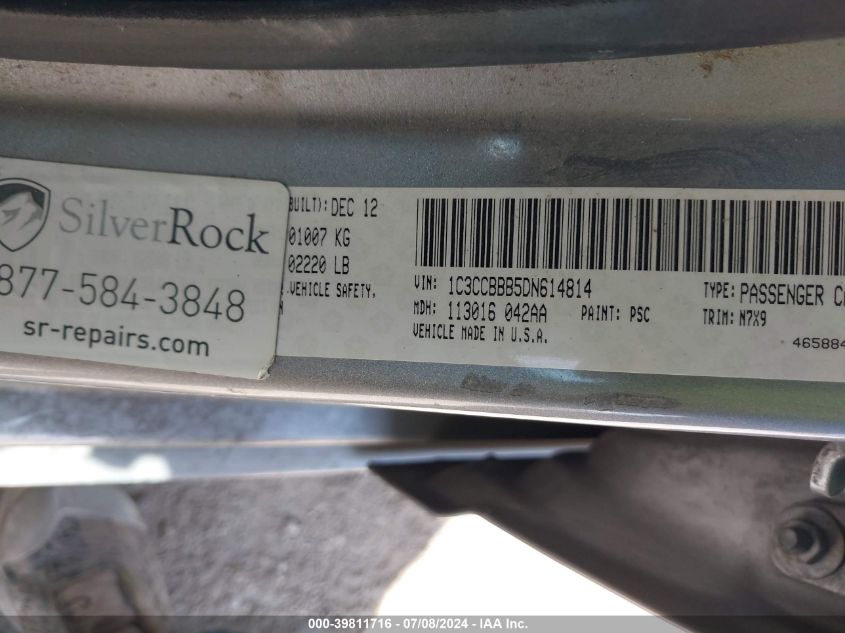 SilverRock
877-584-3848
sr-repairs.com
BUILT): DEC 12
01007 KG
02220 LB
VEHICLE SAFETY,
VIN: 1C3CCBBB5DN614814
TYPE: PASSENGER
MDH: 113016 042AA PAINT: PSC
TRIM: N7X9
VEHICLE MADE IN U.S.A.
46588
000-39811716 - 07/08/2024 - IAA Inc.